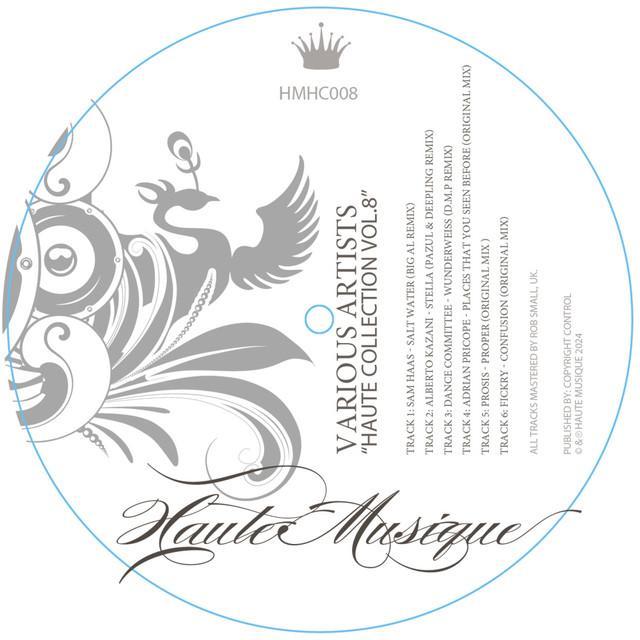 HMHC008
VARIOUS ARTISTS
"HAUTE COLLECTION VOL.8"
TRACK 1: SAM HAAS - SALT WATER (BIG AL REMIX)
TRACK 2: ALBERTO KAZANI - STELLA (PAZUL & DEEPLING REMIX)
TRACK 3: DANCE COMMITTEE - WUNDERWEISS (D.M.P REMIX)
TRACK 4: ADRIAN PRICOPE - PLACES THAT YOU SEEN BEFORE (ORIGINAL MIX)
TRACK 5: PROSIS - PROPER (ORIGINAL MIX )
TRACK 6: FICKRY - CONFUSION (ORIGINAL MIX)
ALL TRACKS MASTERED BY ROB SMALL, UK.
PUBLISHED BY: COPYRIGHT CONTROL
© &℗ HAUTE MUSIQUE 2024
Haute Musique